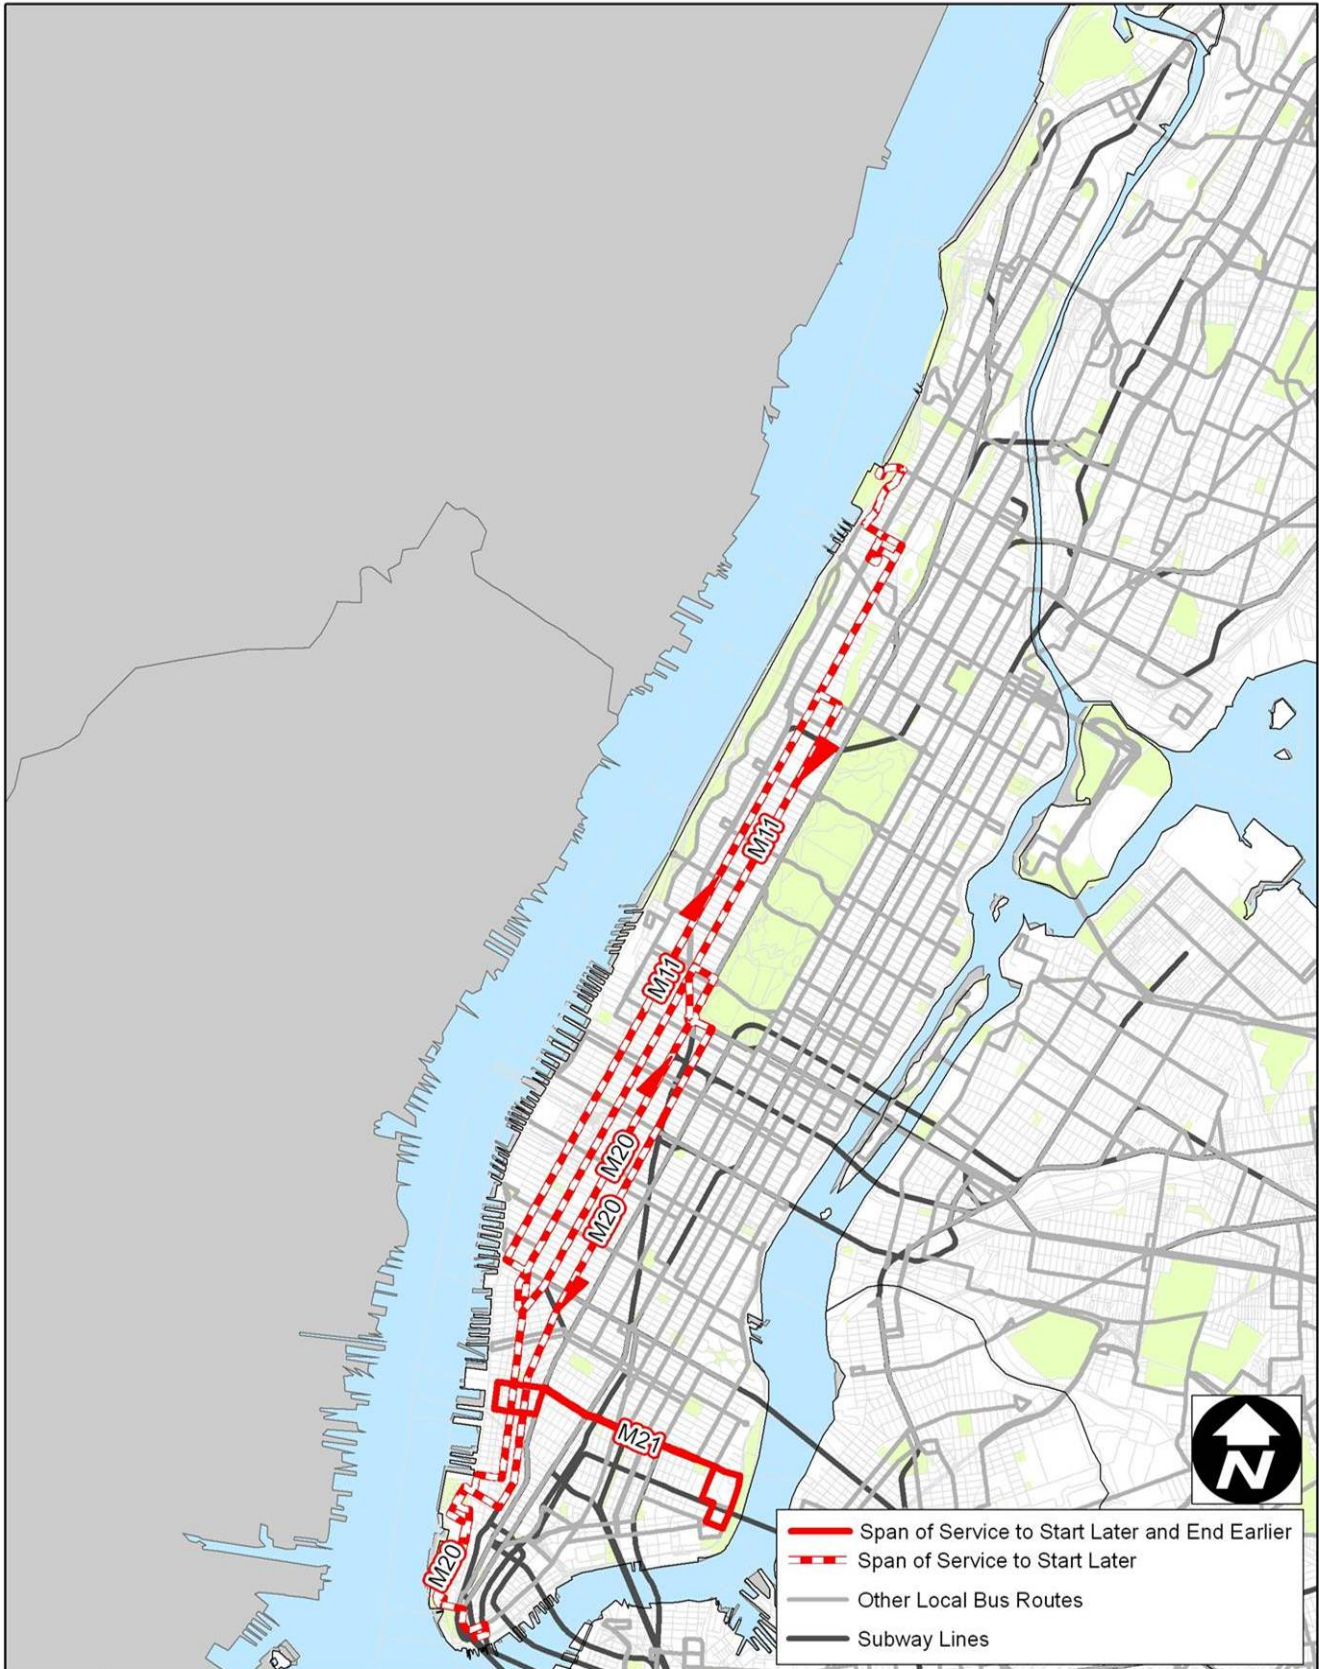 M11
M11
M20
M20
M21
M20
N
Span of Service to Start Later and End Earlier
Span of Service to Start Later
Other Local Bus Routes
Subway Lines